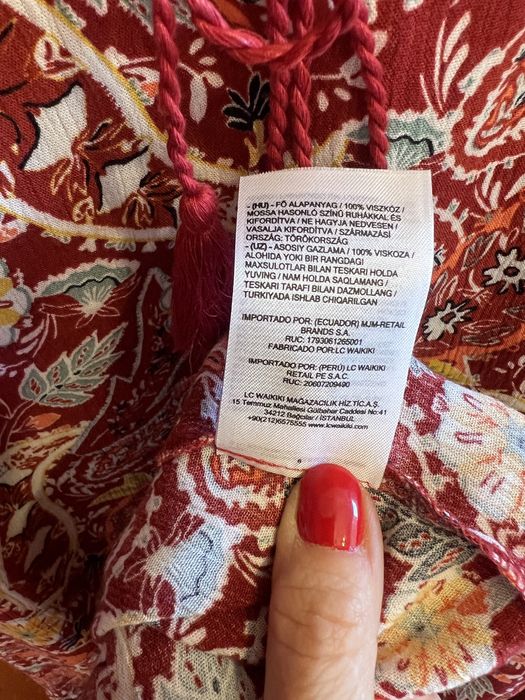 - (HU) - FŐ ALAPANYAG / 100% VISZKÓZ /
MOSSA HASONLÓ SZÍNŰ RUHÁKKAL ÉS
KIFORDÍTVA / NE HAGYJA NEDVESEN /
VASALJA KIFORDÍTVA / SZÁRMAZÁSI
ORSZÁG: TÖRÖKORSZÁG
- (UZ) - ASOSIY GAZLAMA / 100% VISKOZA /
ALOHIDA YOKI BIR RANGDAGI
MAXSULOTLAR BILAN TESKARI HOLDA
YUVING / NAM HOLDA SAQLAMANG /
TESKARI TARAFI BILAN DAZMOLLANG /
TURKIYADA ISHLAB CHIQARILGAN
IMPORTADO POR: (ECUADOR) MJM-RETAIL
BRANDS S.A.
RUC: 1793061265001
FABRICADO POR:LC WAIKIKI
IMPORTADO POR: (PERÚ) LC WAIKIKI
RETAIL PE S.A.C.
RUC: 20607209490
LC WAIKIKI MAĞAZACILIK HİZ.TİC.A.Ş.
15 Temmuz Mahallesi Gülbahar Caddesi No:41
34212 Bağcılar / İSTANBUL
+90(212)6575555 www.lcwaikiki.com